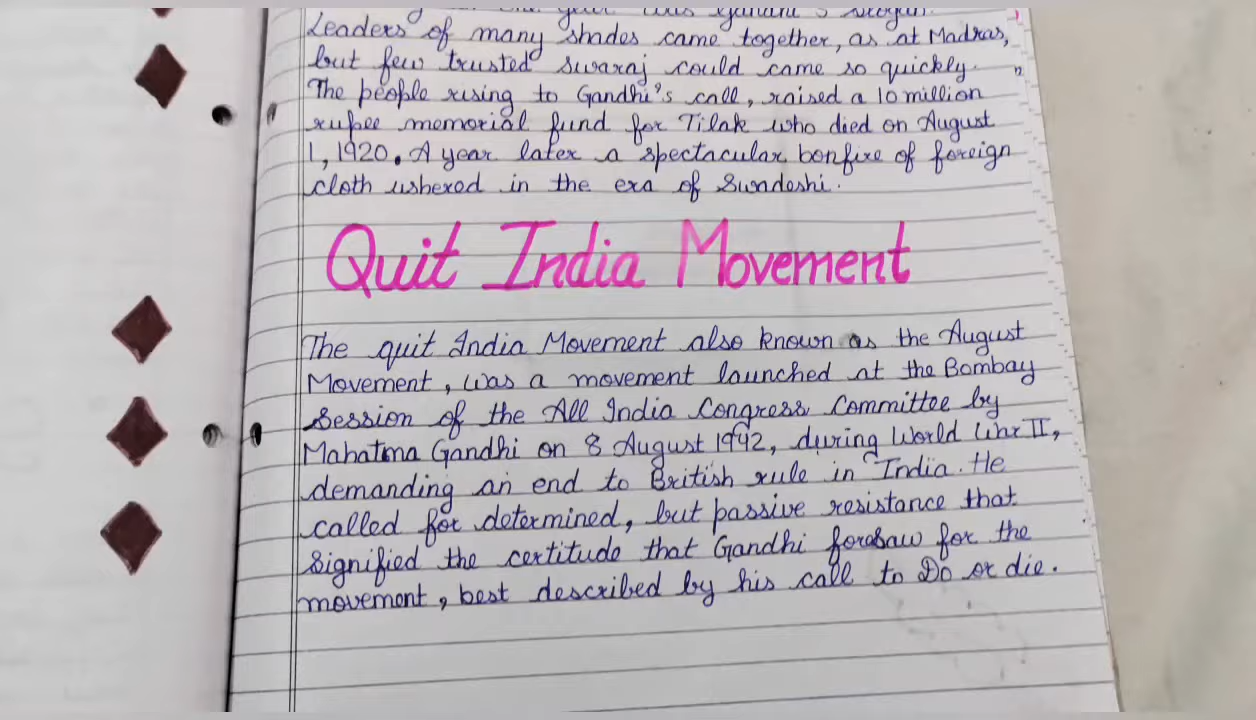 year was Gandhi's slogan.
Leaders of many shades came together, as at Madras,
but few trusted swaraj could came so quickly. "
The people rising to Gandhi's call, raised a 10 million
rupee memorial fund for Tilak who died on August
1, 1920. A year later a spectacular bonfire of foreign
cloth ushered in the era of Sundeshi.
Quit India Movement
The quit India Movement also known as the August
Movement, was a movement launched at the Bombay
Session of the All India Congress Committee by
Mahatma Gandhi on 8 August 1942, during World War II,
demanding an end to British rule in India. He
called for determined, but passive resistance that
signified the certitude that Gandhi foresaw for the
movement, best described by his call to Do or die.